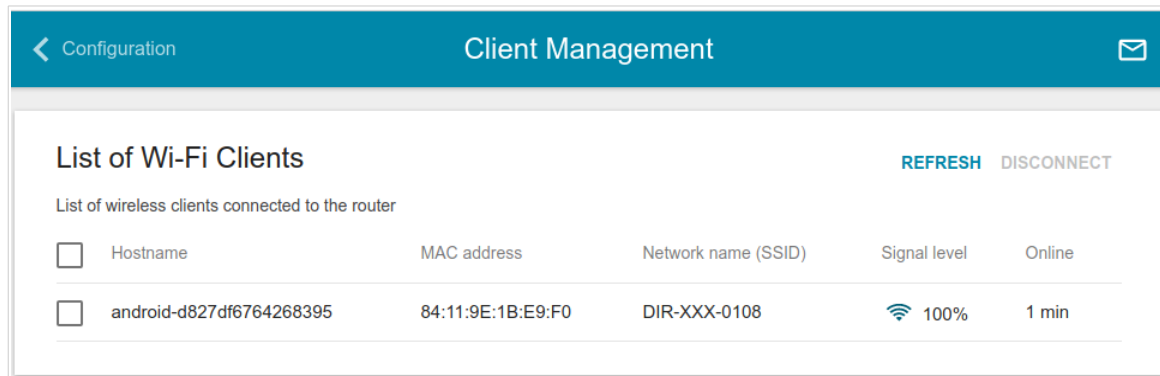 Configuration
Client Management
List of Wi-Fi Clients
REFRESH DISCONNECT
List of wireless clients connected to the router
Hostname MAC address Network name (SSID) Signal level Online
android-d827df6764268395 84:11:9E:1B:E9:F0 DIR-XXX-0108 100% 1 min